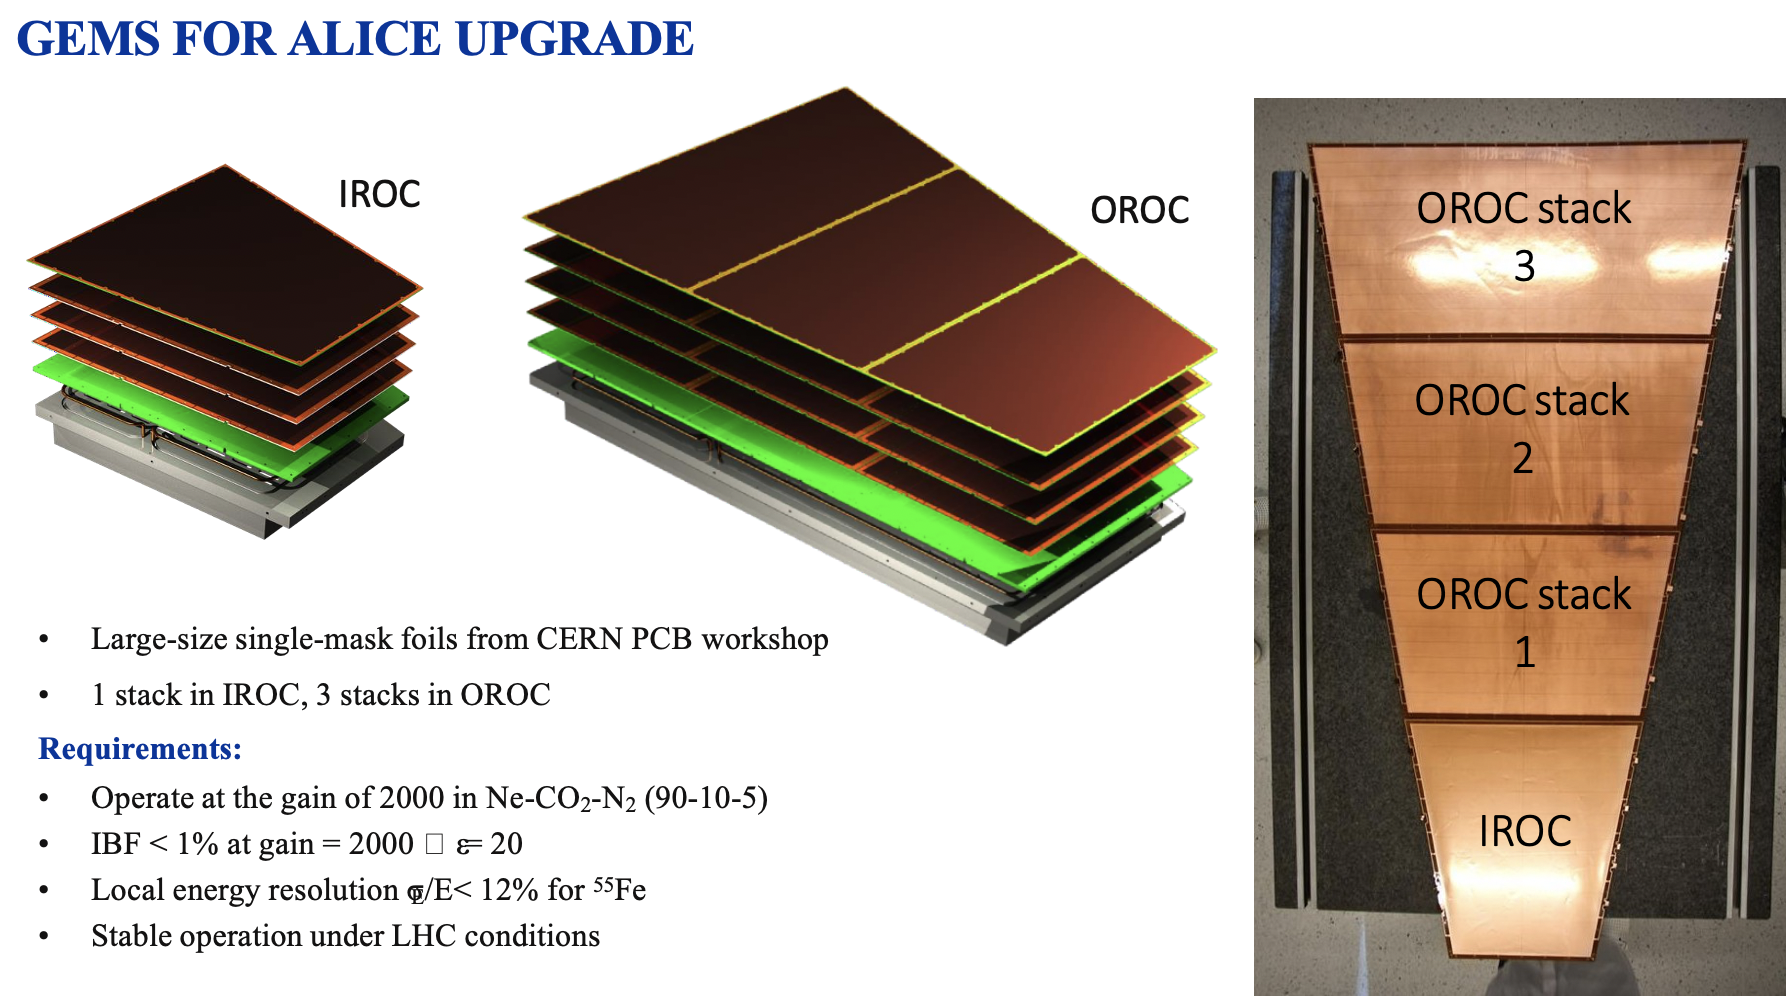 GEMS FOR ALICE UPGRADE
IROC
OROC
• Large-size single-mask foils from CERN PCB workshop
• 1 stack in IROC, 3 stacks in OROC
Requirements:
• Operate at the gain of 2000 in Ne-CO₂-N₂ (90-10-5)
• IBF < 1% at gain = 2000 □ ε= 20
• Local energy resolution σE/E< 12% for ⁵⁵Fe
• Stable operation under LHC conditions
OROC stack
3
OROC stack
2
OROC stack
1
IROC